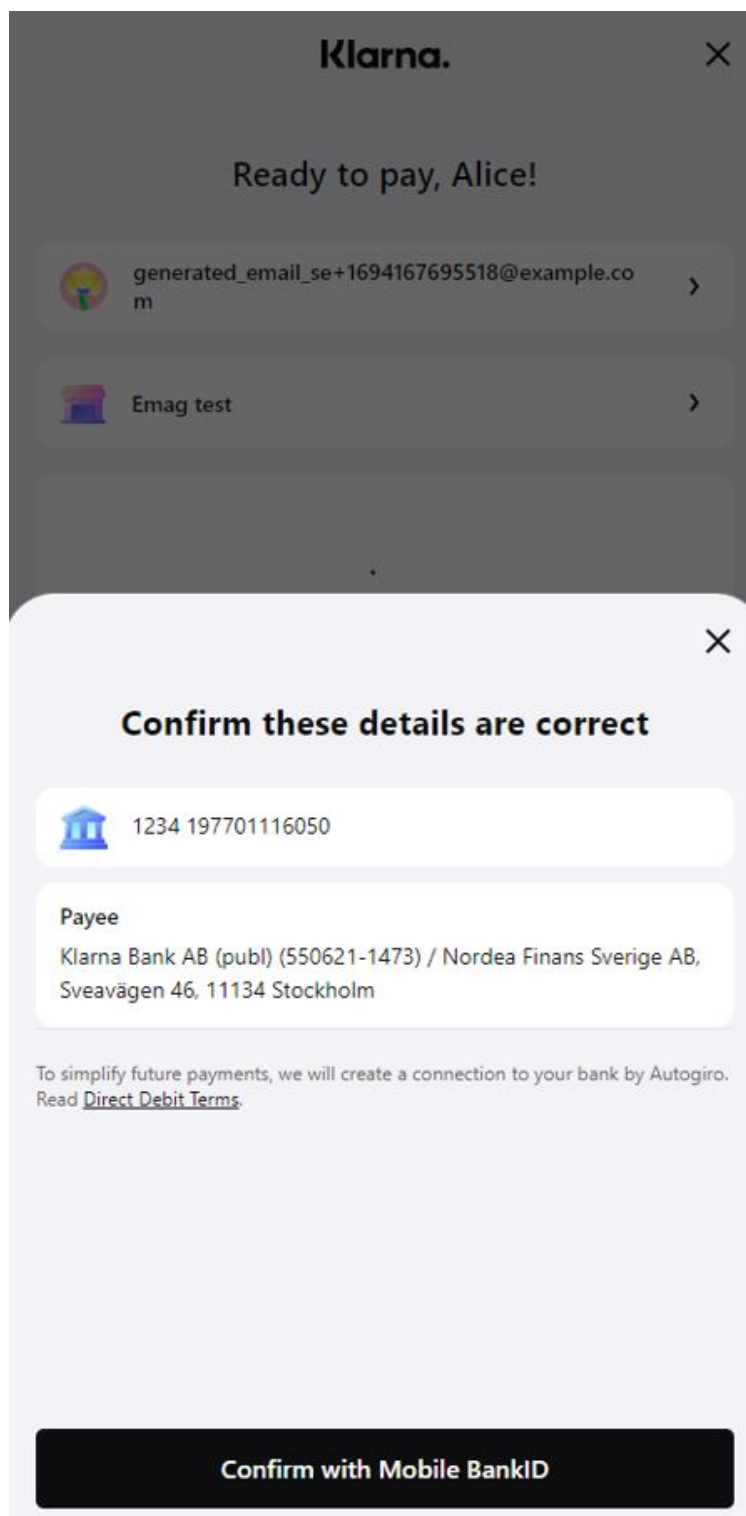 Klarna.
Ready to pay, Alice!
generated_email_se+1694167695518@example.co
m
Emag test
Confirm these details are correct
1234 197701116050
Payee
Klarna Bank AB (publ) (550621-1473) / Nordea Finans Sverige AB,
Sveavägen 46, 11134 Stockholm
To simplify future payments, we will create a connection to your bank by Autogiro.
Read Direct Debit Terms.
Confirm with Mobile BankID